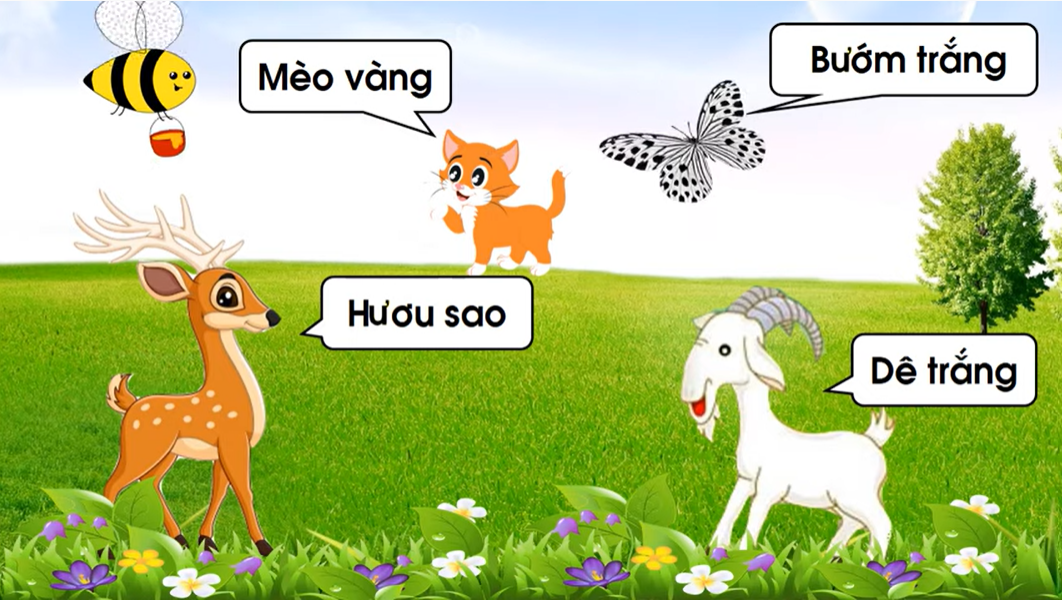 Mèo vàng
Bướm trắng
Hươu sao
Dê trắng